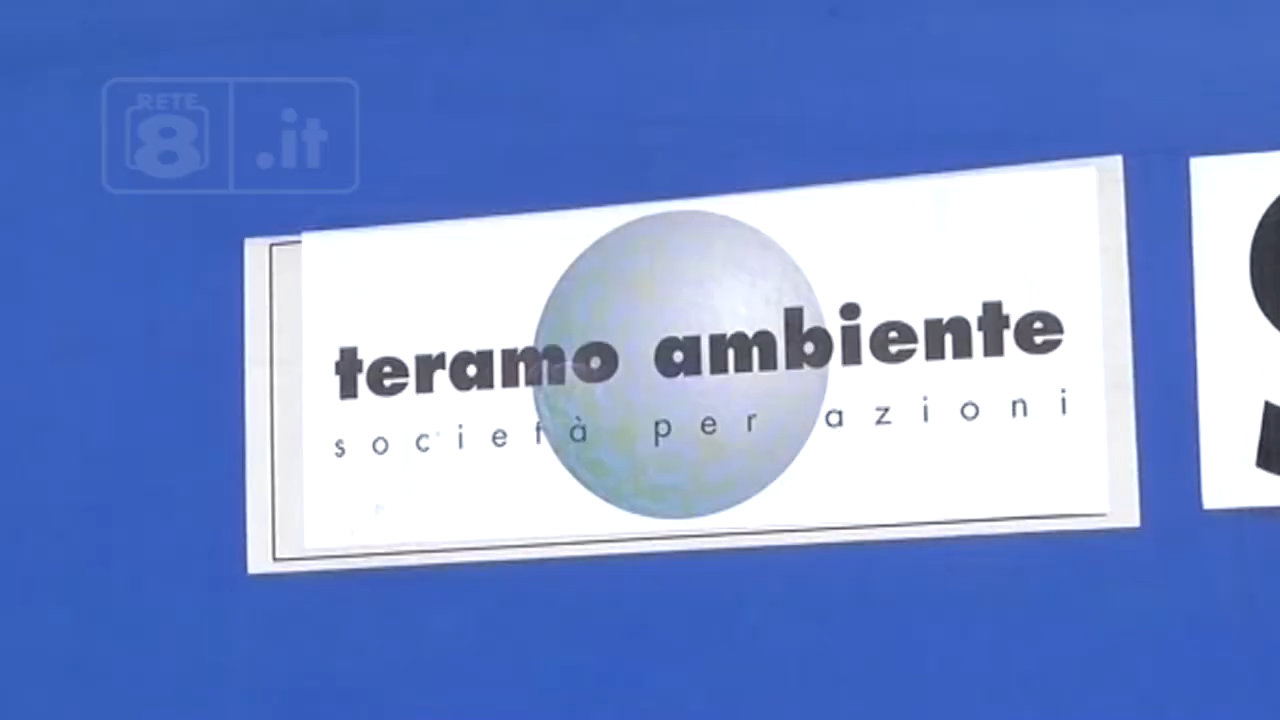 RETE
8 .it
teramo ambiente
società per azioni
S